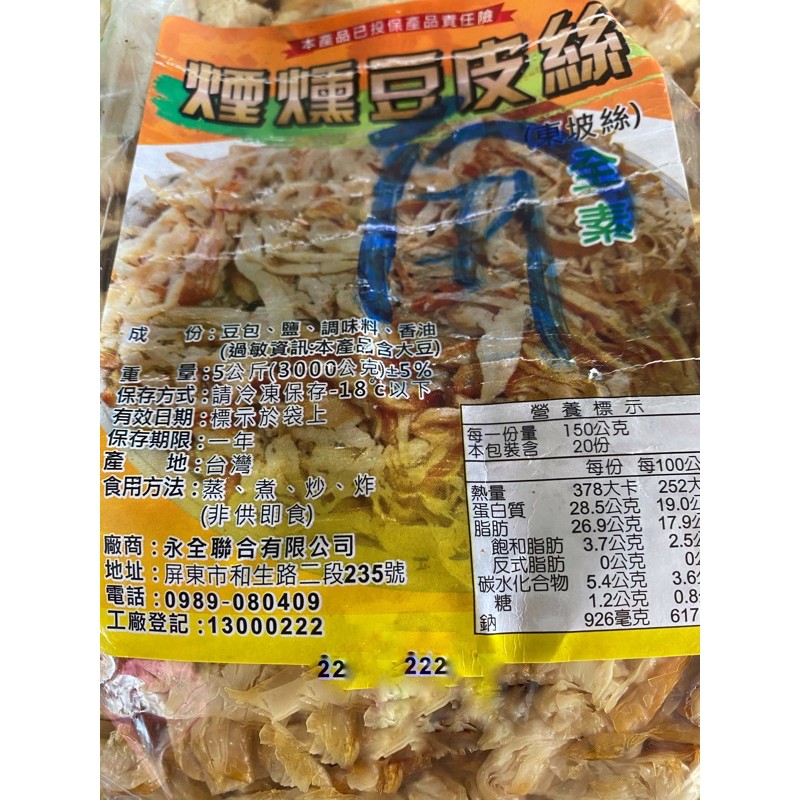 本產品已投保產品責任險
煙燻豆皮絲
(東坡絲)
全素
成 份:豆包、鹽、調味料、香油
(過敏資訊:本產品含大豆)
重 量:5公斤(3000公克)±5%
保存方式:請冷凍保存-18℃以下
有效日期:標示於袋上
保存期限:一年
產 地:台灣
食用方法:蒸、煮、炒、炸
(非供即食)
廠商:永全聯合有限公司
地址:屏東市和生路二段235號
電話:0989-080409
工廠登記:13000222
22 222
營養標示
每一份量 150公克
本包裝含 20份
每份 每100公
熱量 378大卡 252大
蛋白質 28.5公克 19.0公
脂肪 26.9公克 17.9公
飽和脂肪 3.7公克 2.5公
反式脂肪 0公克 0公
碳水化合物 5.4公克 3.6公
糖 1.2公克 0.8
鈉 926毫克 617